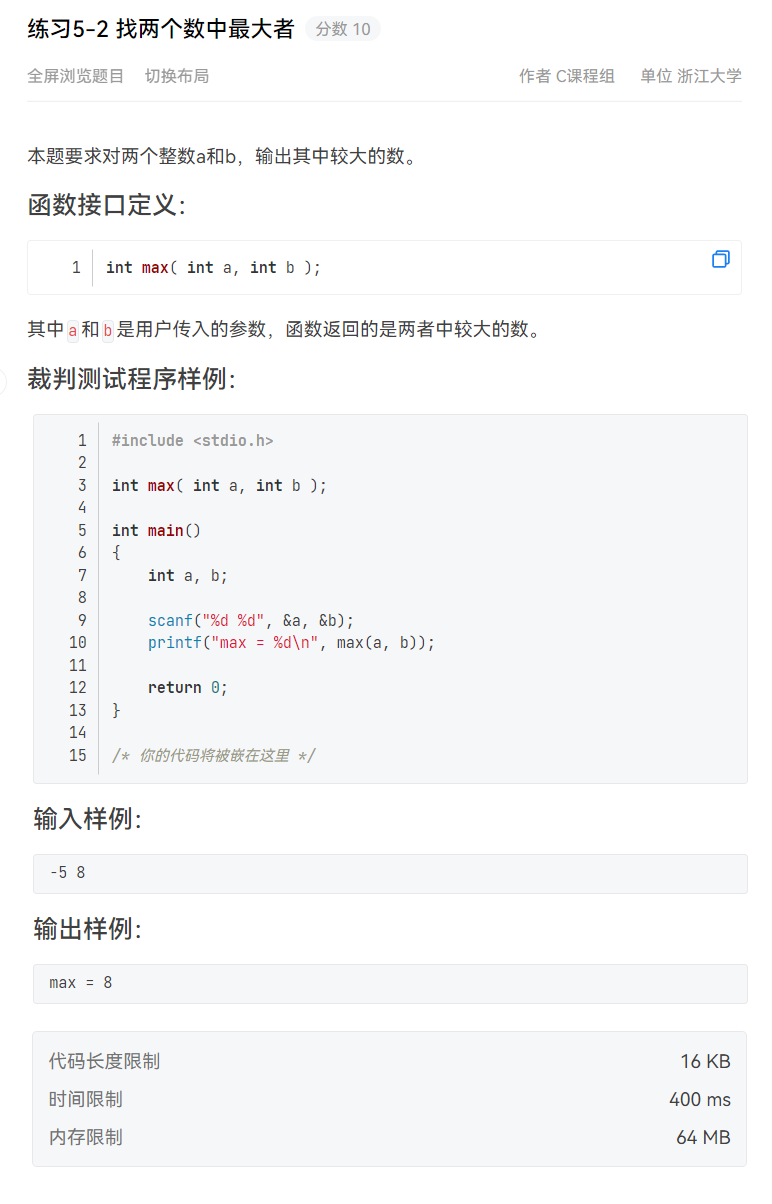 练习5-2 找两个数中最大者 分数 10
全屏浏览题目 切换布局 作者 C课程组 单位 浙江大学
本题要求对两个整数a和b，输出其中较大的数。
函数接口定义：
1 int max( int a, int b );
其中a和b是用户传入的参数，函数返回的是两者中较大的数。
裁判测试程序样例：
1 #include <stdio.h>
2
3 int max( int a, int b );
4
5 int main()
6 {
7     int a, b;
8
9     scanf("%d %d", &a, &b);
10     printf("max = %d\n", max(a, b));
11
12     return 0;
13 }
14
15 /* 你的代码将被嵌在这里 */
输入样例：
-5 8
输出样例：
max = 8
代码长度限制 16 KB
时间限制 400 ms
内存限制 64 MB